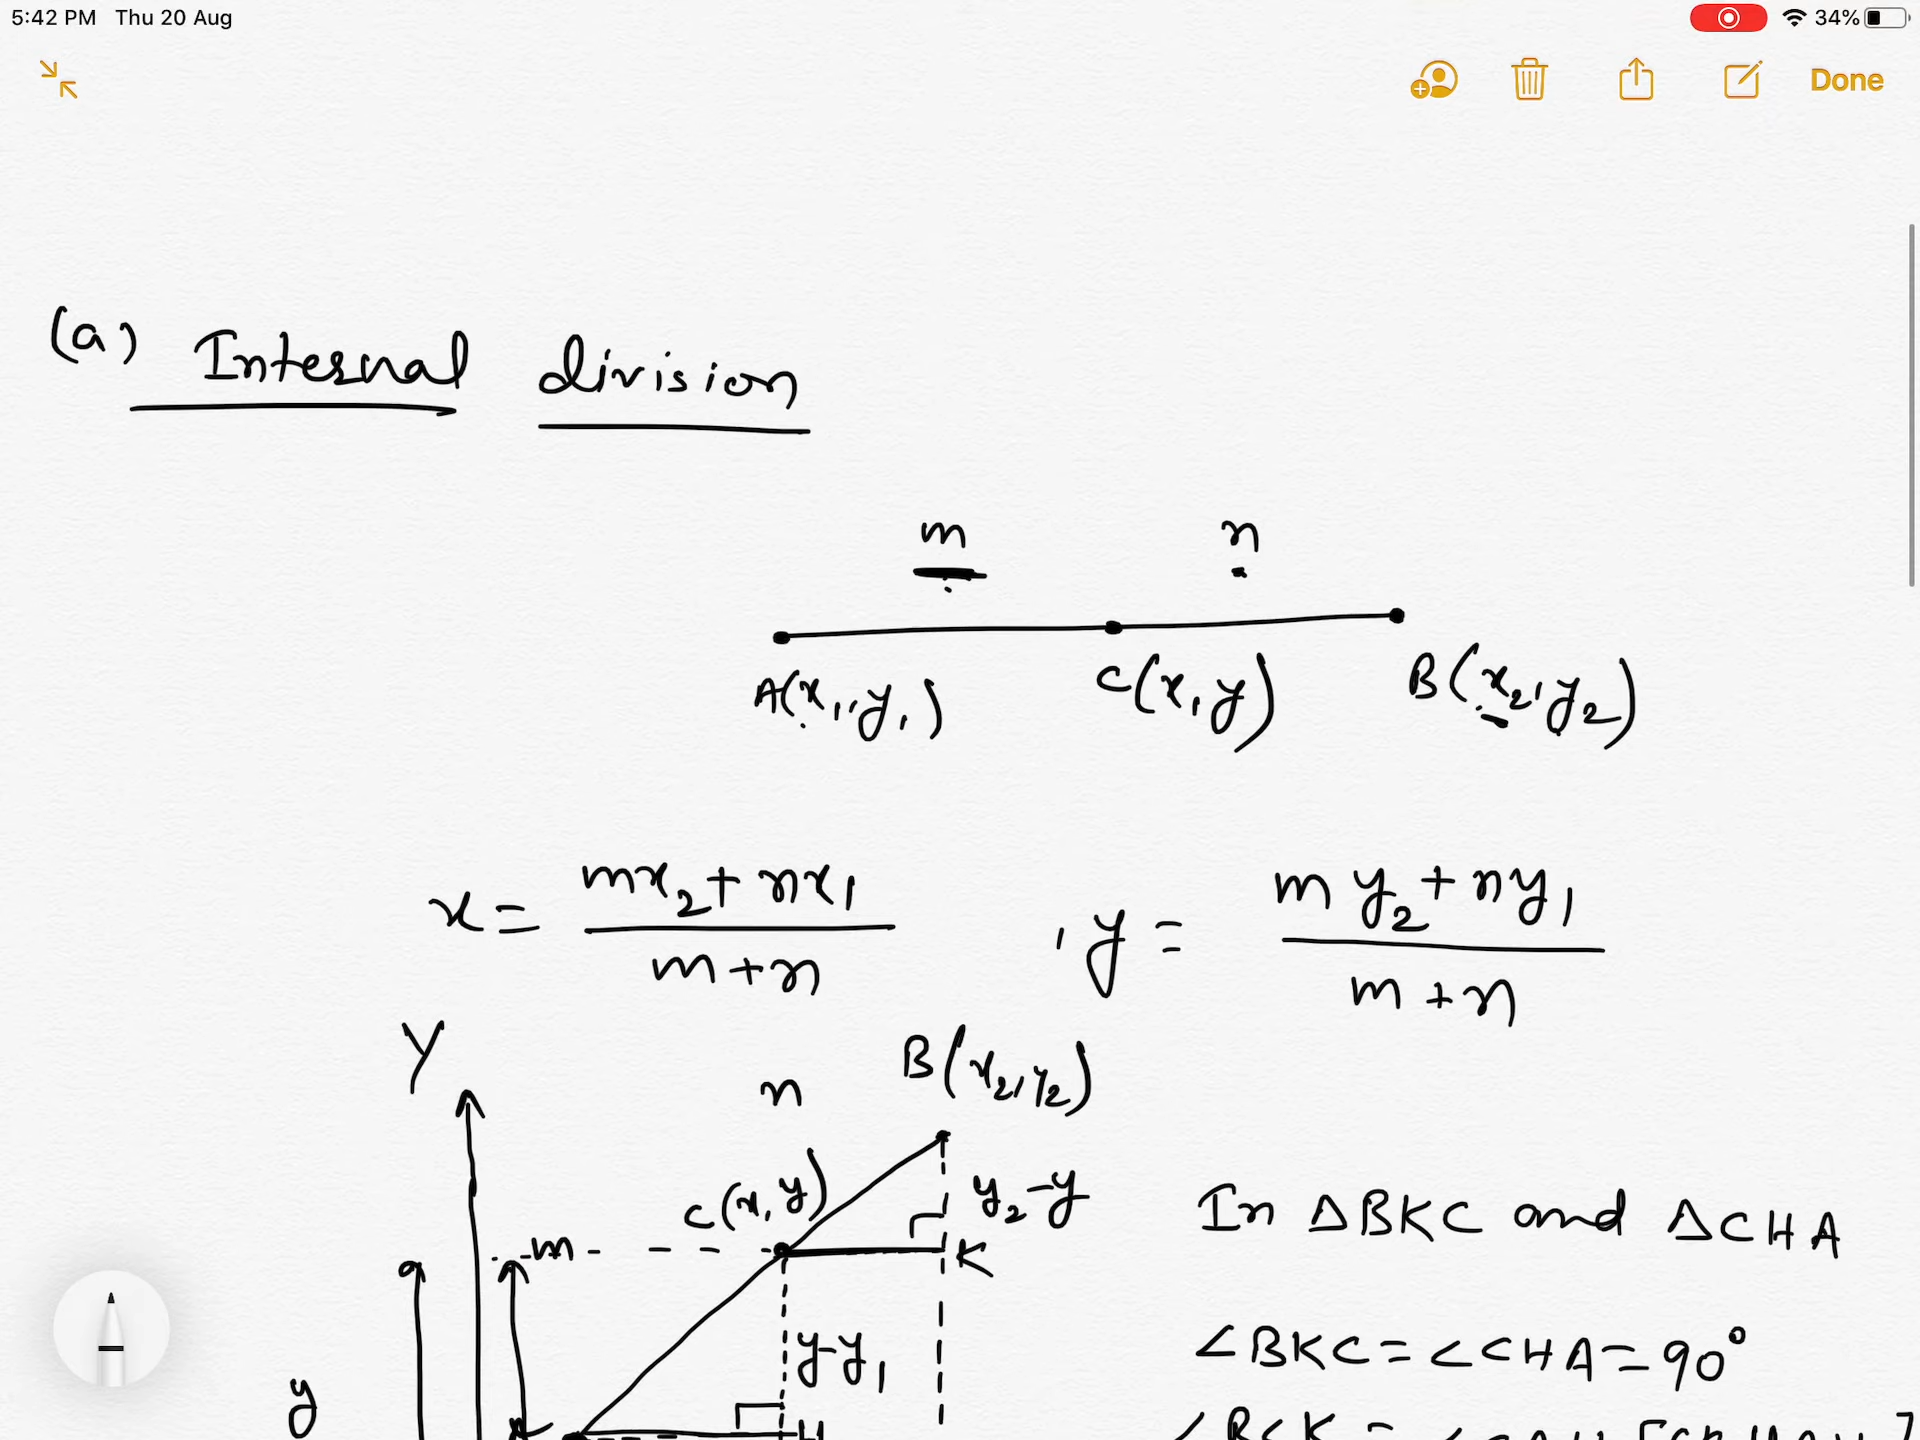 5:42 PM Thu 20 Aug
34%
Done
(a) Internal division
m n
A(x₁, y₁) C(x, y) B(x₂, y₂)
x = mx₂ + nx₁ / m + n , y = my₂ + ny₁ / m + n
Y
n B(x₂, y₂)
C(x, y) y₂ - y
m K
y - y₁
y
H
In ΔBKC and ΔCHA
∠BKC = ∠CHA = 90°
∠BCK =